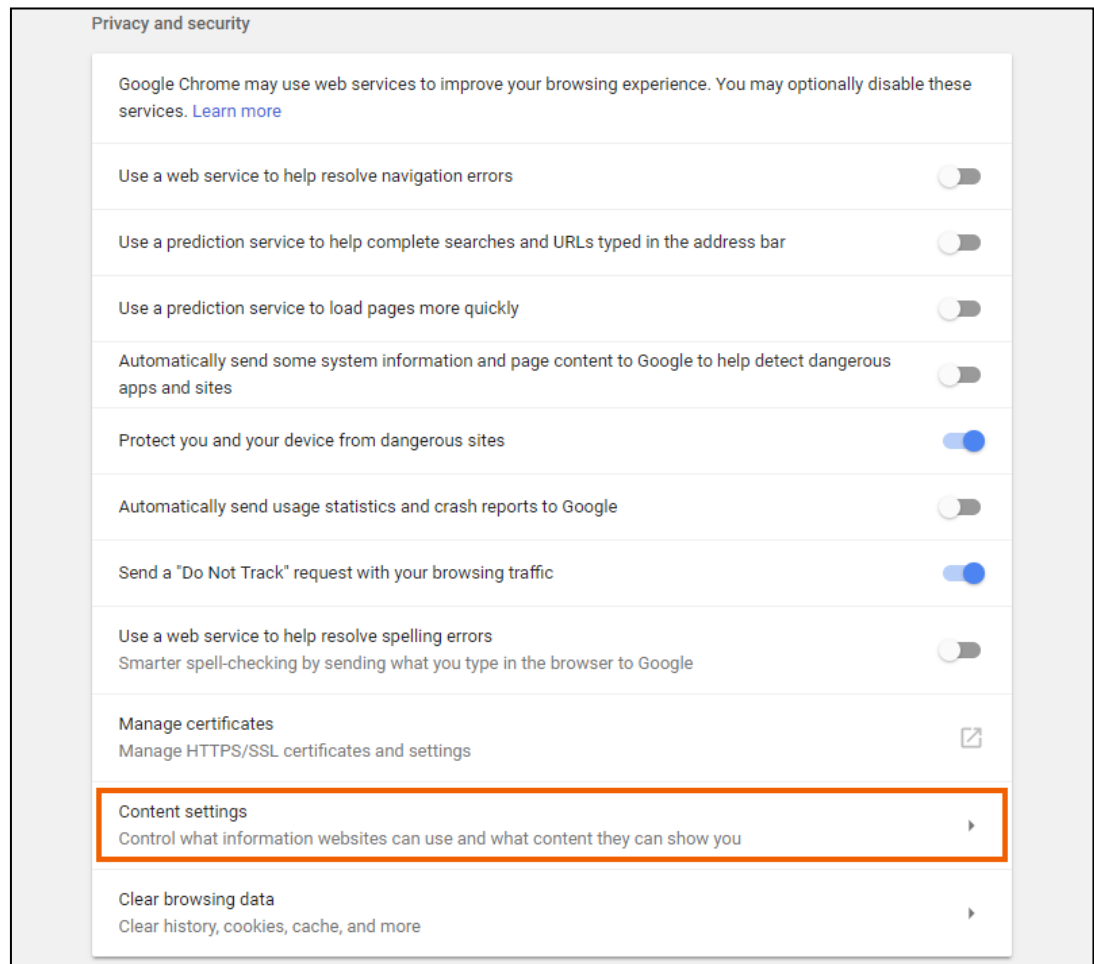 Privacy and security
Google Chrome may use web services to improve your browsing experience. You may optionally disable these
services. Learn more
Use a web service to help resolve navigation errors
Use a prediction service to help complete searches and URLs typed in the address bar
Use a prediction service to load pages more quickly
Automatically send some system information and page content to Google to help detect dangerous
apps and sites
Protect you and your device from dangerous sites
Automatically send usage statistics and crash reports to Google
Send a "Do Not Track" request with your browsing traffic
Use a web service to help resolve spelling errors
Smarter spell-checking by sending what you type in the browser to Google
Manage certificates
Manage HTTPS/SSL certificates and settings
Content settings
Control what information websites can use and what content they can show you
Clear browsing data
Clear history, cookies, cache, and more